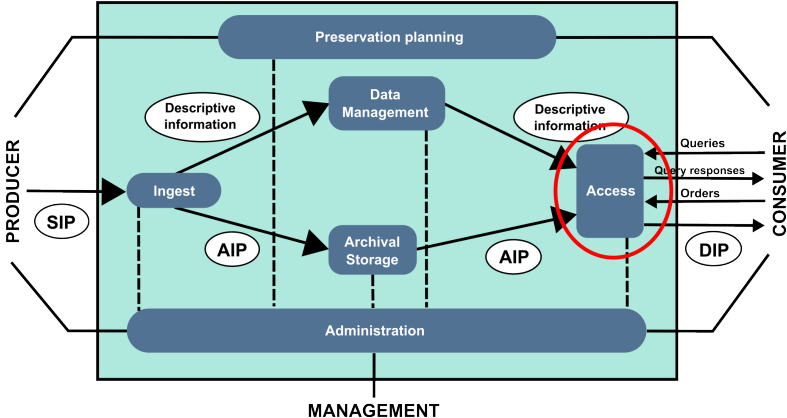 Preservation planning
Descriptive
information
Data
Management
Descriptive
information
Queries
Query responses
Orders
PRODUCER
CONSUMER
Ingest
Access
SIP
AIP
Archival
Storage
AIP
DIP
Administration
MANAGEMENT